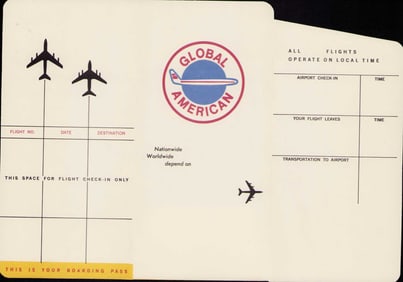 FLIGHT NO. DATE DESTINATION
THIS SPACE FOR FLIGHT CHECK-IN ONLY
THIS IS YOUR BOARDING PASS
GLOBAL
AMERICAN
Nationwide
Worldwide
depend on
ALL FLIGHTS
OPERATE ON LOCAL TIME
AIRPORT CHECK-IN TIME
YOUR FLIGHT LEAVES TIME
TRANSPORTATION TO AIRPORT